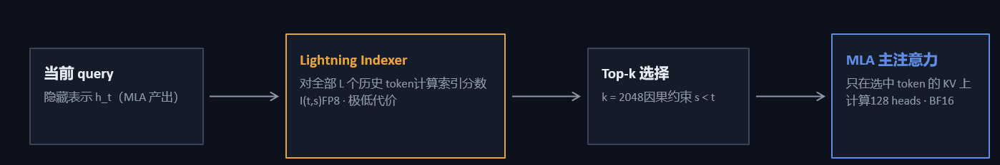 当前 query
隐藏表示 h_t（MLA 产出）
Lightning Indexer
对全部 L 个历史 token计算索引分数
I(t,s)FP8 · 极低代价
Top-k 选择
k = 2048因果约束 s < t
MLA 主注意力
只在选中 token 的 KV 上
计算128 heads · BF16